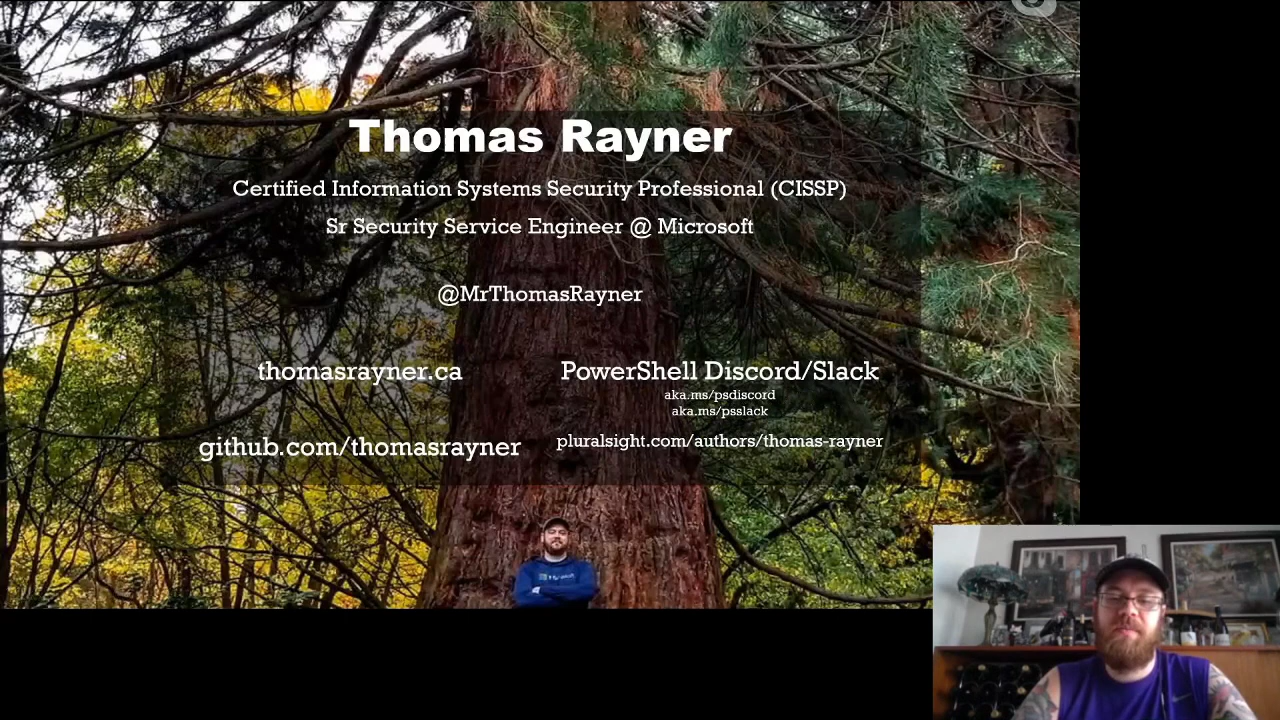 Thomas Rayner
Certified Information Systems Security Professional (CISSP)
Sr Security Service Engineer @ Microsoft
@MrThomasRayner
thomasrayner.ca
PowerShell Discord/Slack
aka.ms/psdiscord
aka.ms/psslack
github.com/thomasrayner
pluralsight.com/authors/thomas-rayner